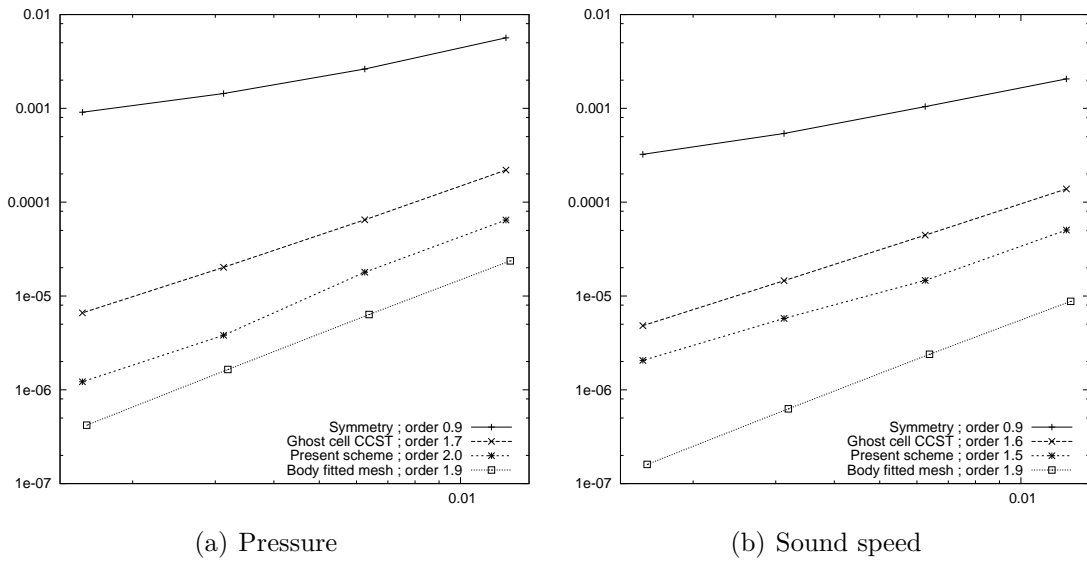 0.01
0.001
0.0001
1e-05
1e-06
1e-07
0.01
Symmetry ; order 0.9
Ghost cell CCST ; order 1.7
Present scheme ; order 2.0
Body fitted mesh ; order 1.9
(a) Pressure
0.01
0.001
0.0001
1e-05
1e-06
1e-07
0.01
Symmetry ; order 0.9
Ghost cell CCST ; order 1.6
Present scheme ; order 1.5
Body fitted mesh ; order 1.9
(b) Sound speed